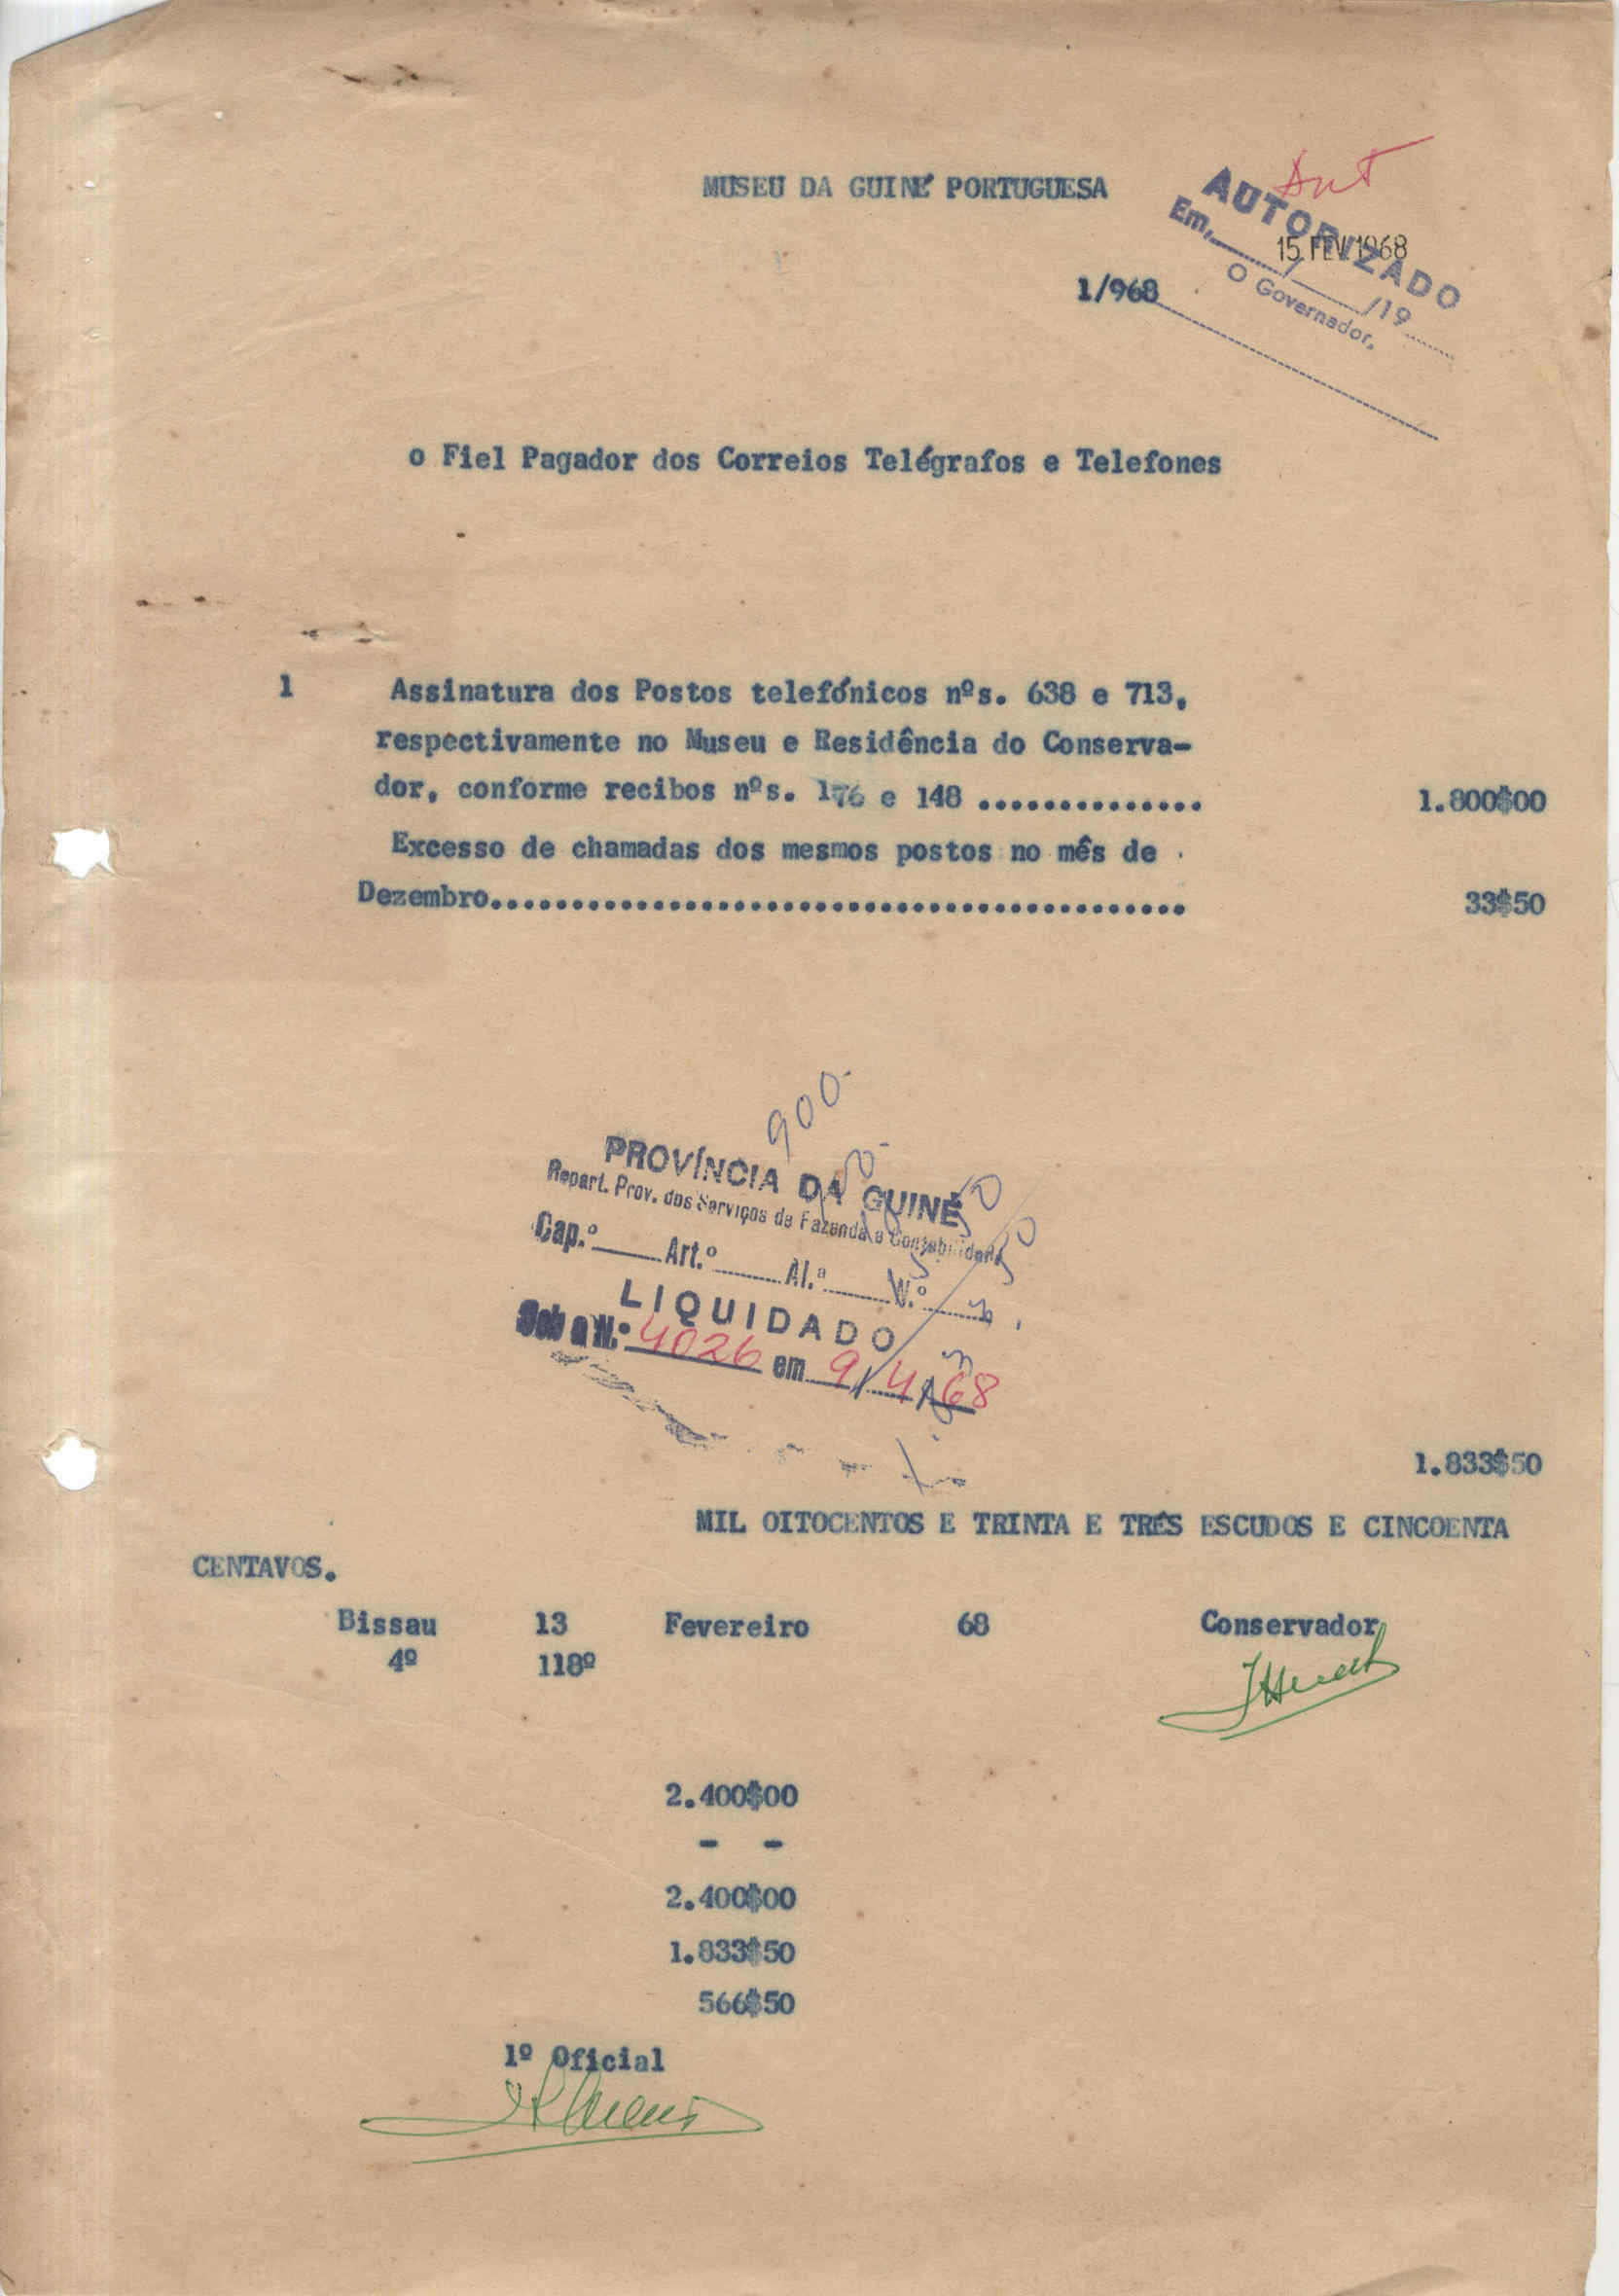 MUSEU DA GUINÉ PORTUGUESA
Aut
AUTORIZADO
15. FEV. 1968
Em, / /19
O Governador,
1/968
o Fiel Pagador dos Correios Telégrafos e Telefones
1 Assinatura dos Postos telefónicos nºs. 638 e 713,
respectivamente no Museu e Residência do Conserva-
dor, conforme recibos nºs. 176 e 148 .............. 1.800$00
Excesso de chamadas dos mesmos postos no mês de
Dezembro............................................ 33$50
900.
PROVÍNCIA DA GUINÉ
Repart. Prov. dos Serviços de Fazenda e Contabilidade
Cap.º Art.º Al.ª N.º
LIQUIDADO
Sob o N.º 4026 em 9/4/68
1.833$50
MIL OITOCENTOS E TRINTA E TRÊS ESCUDOS E CINCOENTA
CENTAVOS.
Bissau 13 Fevereiro 68 Conservador,
4º 118º
2.400$00
- -
2.400$00
1.833$50
566$50
1º Oficial